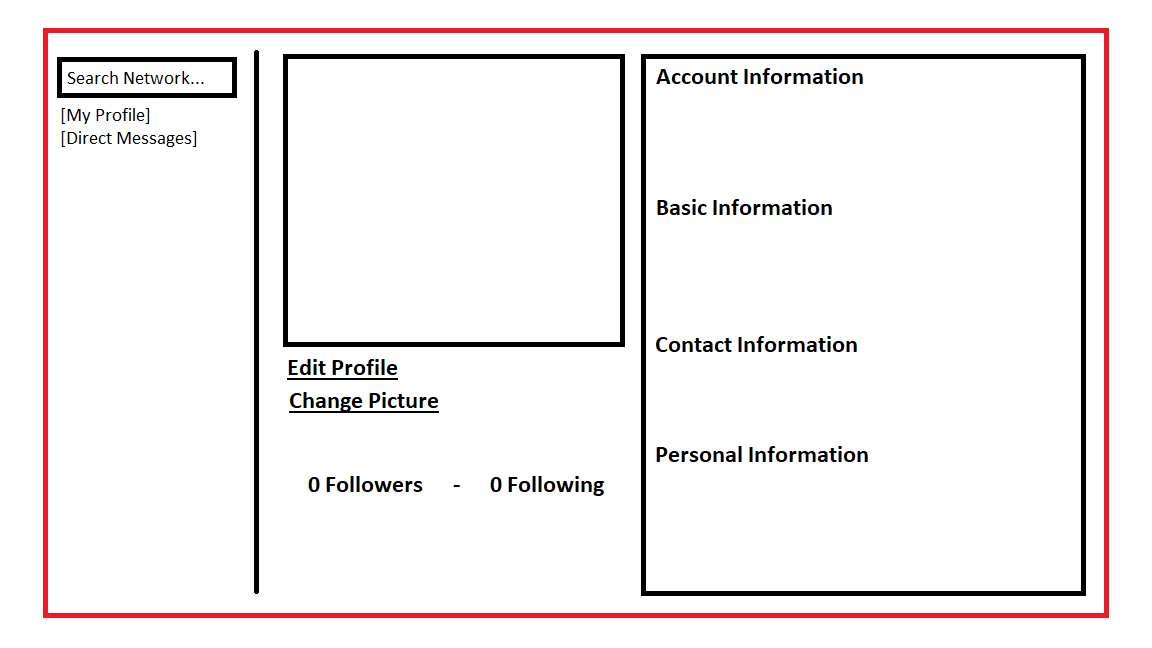 Search Network...
[My Profile]
[Direct Messages]
Edit Profile
Change Picture
0 Followers - 0 Following
Account Information
Basic Information
Contact Information
Personal Information